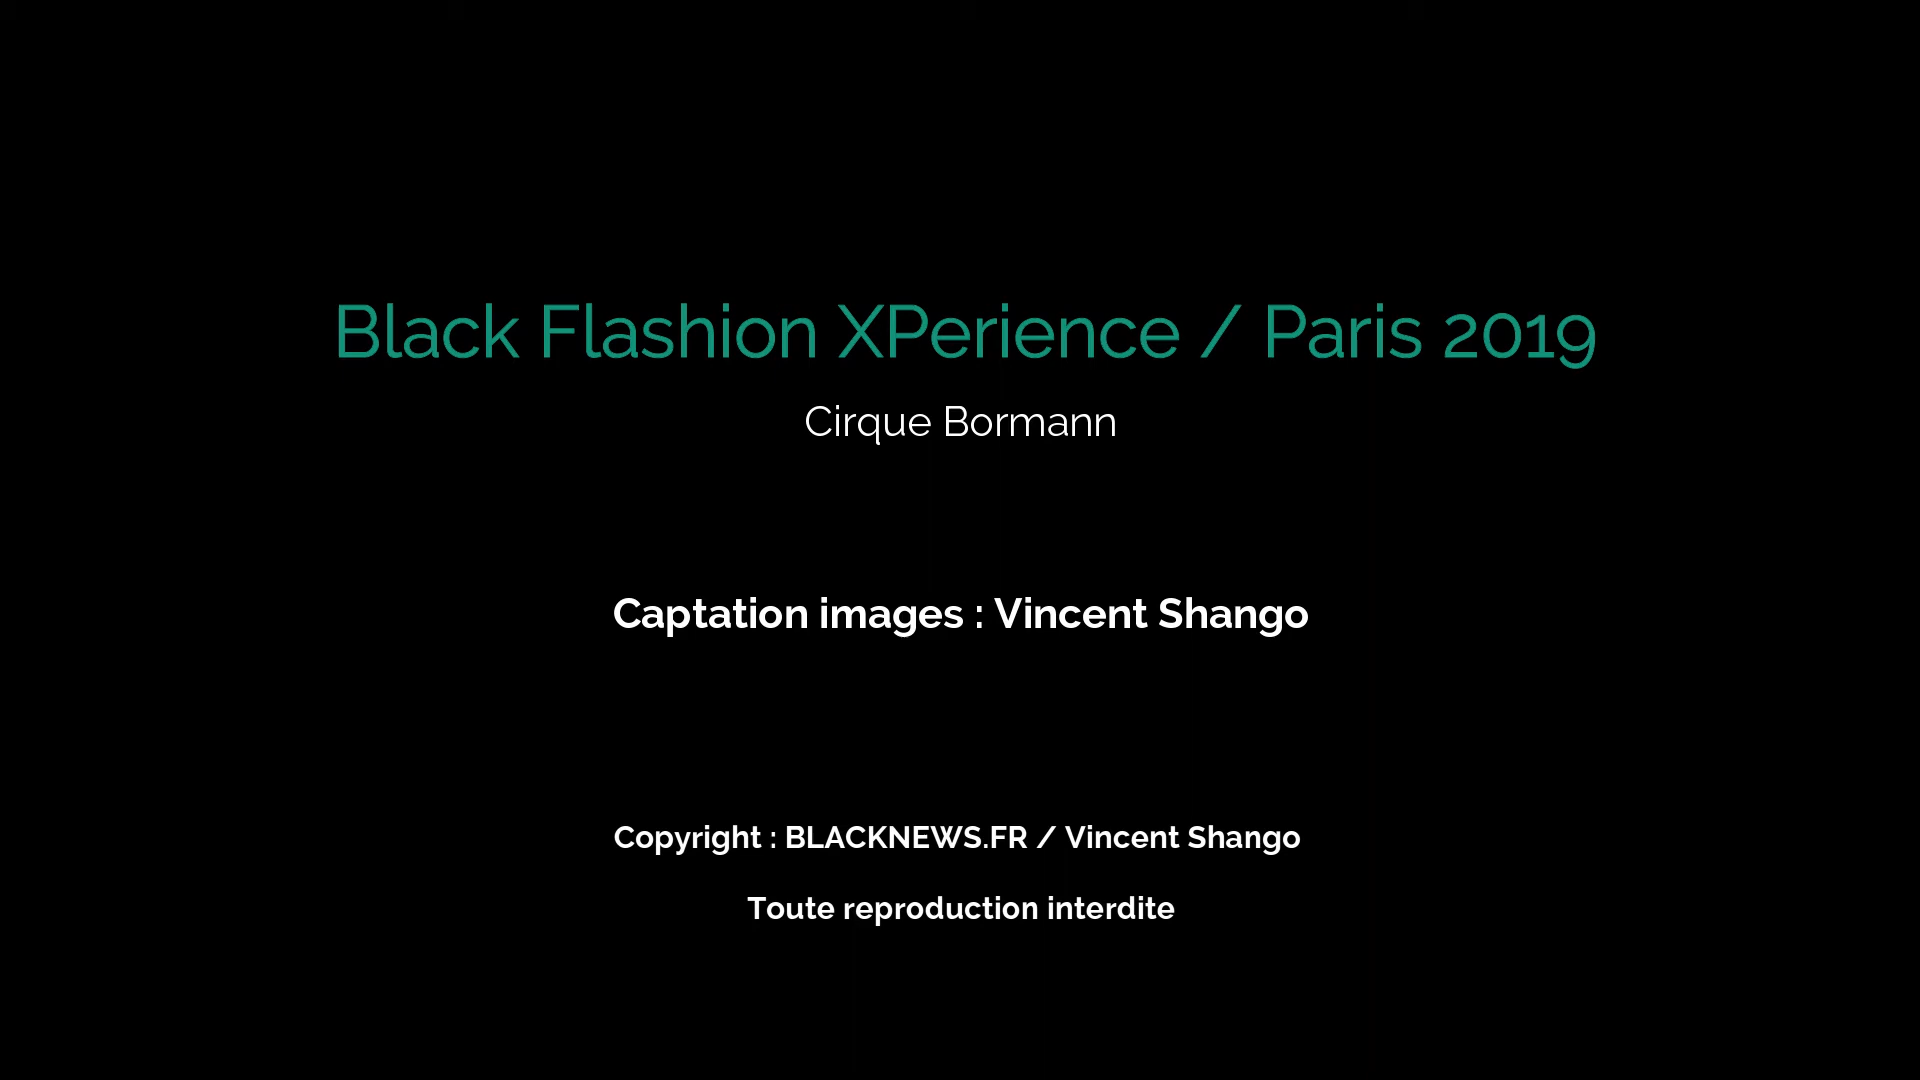 Black Flashion XPerience / Paris 2019
Cirque Bormann
Captation images : Vincent Shango
Copyright : BLACKNEWS.FR / Vincent Shango
Toute reproduction interdite